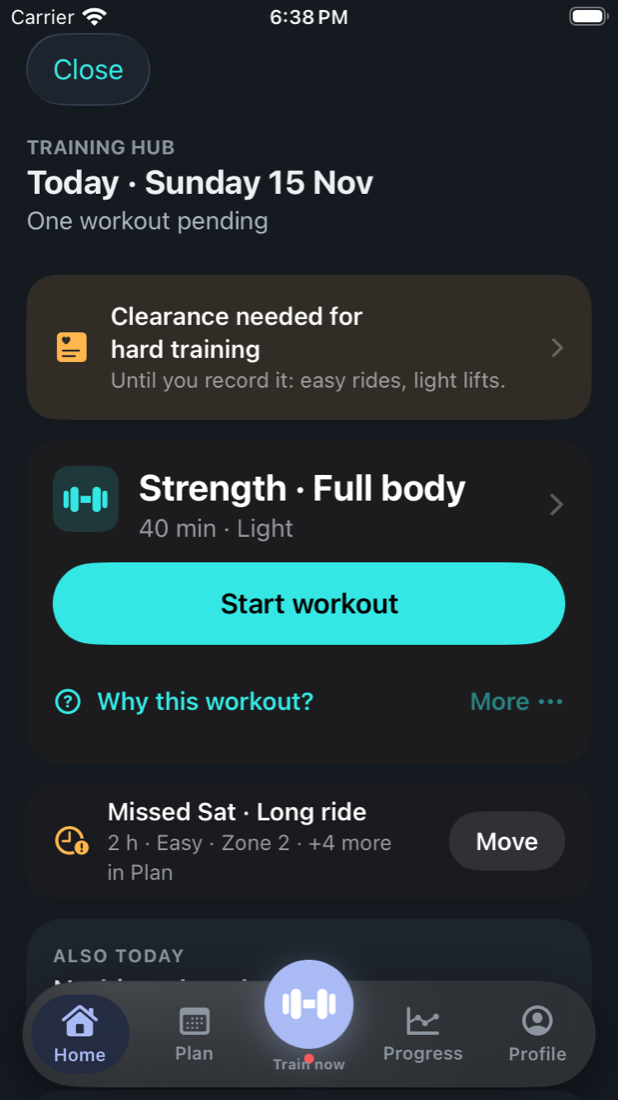 Carrier
6:38 PM
Close
TRAINING HUB
Today · Sunday 15 Nov
One workout pending
Clearance needed for
hard training
Until you record it: easy rides, light lifts.
Strength · Full body
40 min · Light
Start workout
Why this workout?
More
Missed Sat · Long ride
2 h · Easy · Zone 2 · +4 more
in Plan
Move
ALSO TODAY
Home
Plan
Train now
Progress
Profile